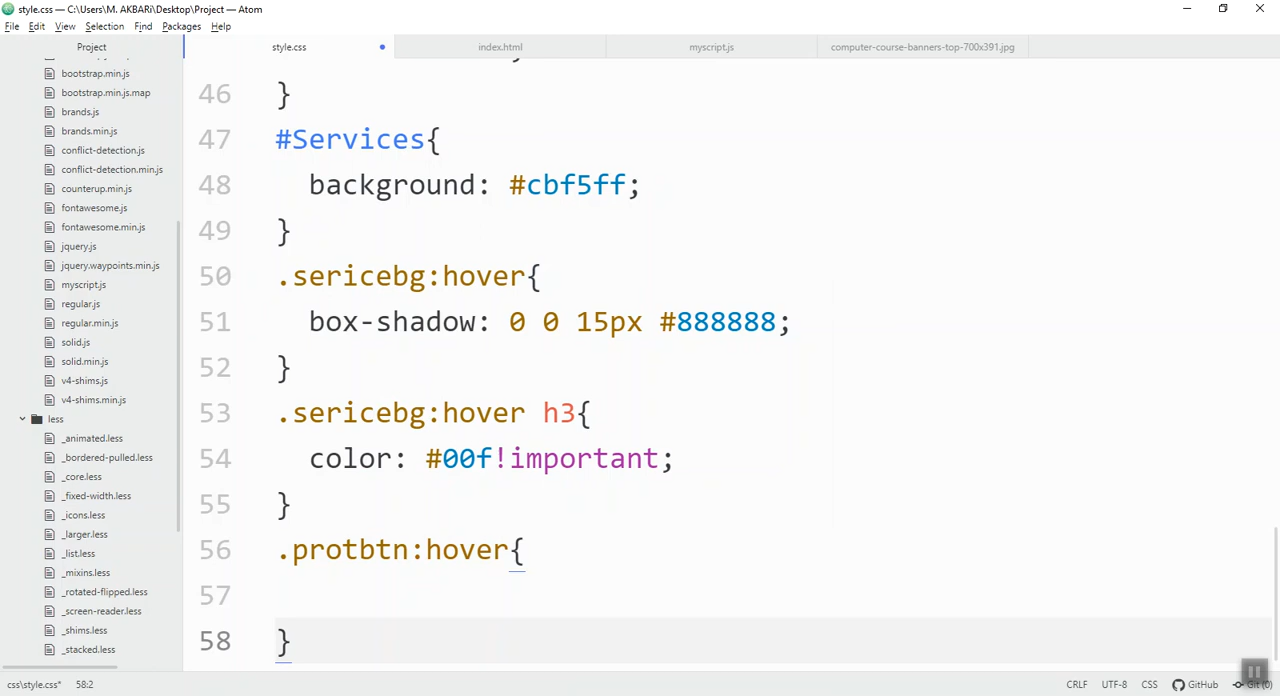 style.css — C:\Users\M. AKBARi\Desktop\Project — Atom
File Edit View Selection Find Packages Help
Project
style.css
index.html
myscript.js
computer-course-banners-top-700x391.jpg
bootstrap.min.js
bootstrap.min.js.map
brands.js
brands.min.js
conflict-detection.js
conflict-detection.min.js
counterup.min.js
fontawesome.js
fontawesome.min.js
jquery.js
jquery.waypoints.min.js
myscript.js
regular.js
regular.min.js
solid.js
solid.min.js
v4-shims.js
v4-shims.min.js
less
_animated.less
_bordered-pulled.less
_core.less
_fixed-width.less
_icons.less
_larger.less
_list.less
_mixins.less
_rotated-flipped.less
_screen-reader.less
_shims.less
_stacked.less
46 }
47 #Services{
48 background: #cbf5ff;
49 }
50 .sericebg:hover{
51 box-shadow: 0 0 15px #888888;
52 }
53 .sericebg:hover h3{
54 color: #00f!important;
55 }
56 .protbtn:hover{
57
58 }
css\style.css* 58:2
CRLF UTF-8 CSS GitHub Git (0)